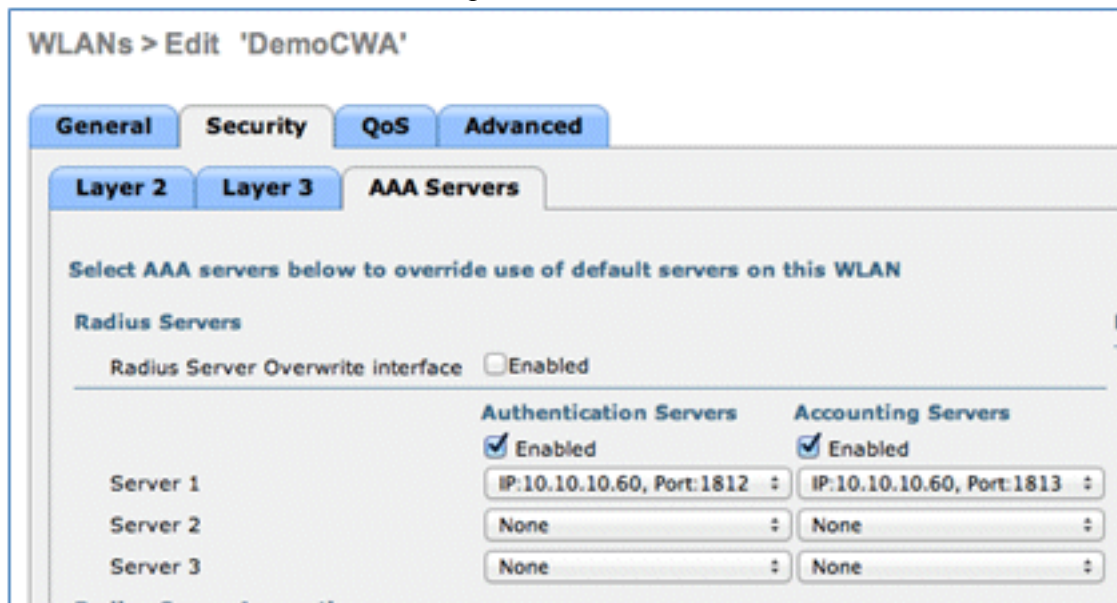 WLANs > Edit 'DemoCWA'
General Security QoS Advanced
Layer 2 Layer 3 AAA Servers
Select AAA servers below to override use of default servers on this WLAN
Radius Servers
Radius Server Overwrite interface Enabled
Authentication Servers Accounting Servers
Enabled Enabled
Server 1 IP:10.10.10.60, Port:1812 IP:10.10.10.60, Port:1813
Server 2 None None
Server 3 None None